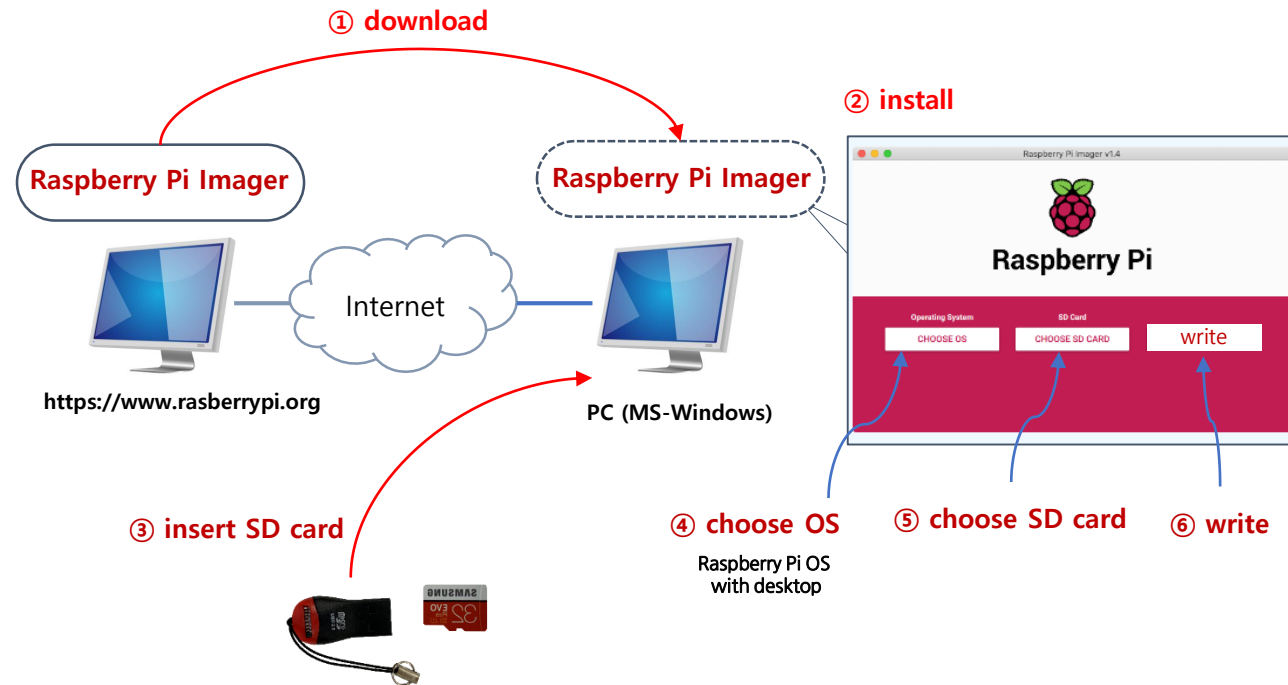 ① download
② install
Raspberry Pi Imager
Raspberry Pi Imager
Raspberry Pi Imager v1.4
Raspberry Pi
Internet
Operating System
SD Card
CHOOSE OS
CHOOSE SD CARD
write
https://www.rasberrypi.org
PC (MS-Windows)
③ insert SD card
④ choose OS
⑤ choose SD card
⑥ write
Raspberry Pi OS
with desktop
SAMSUNG
EVO
32